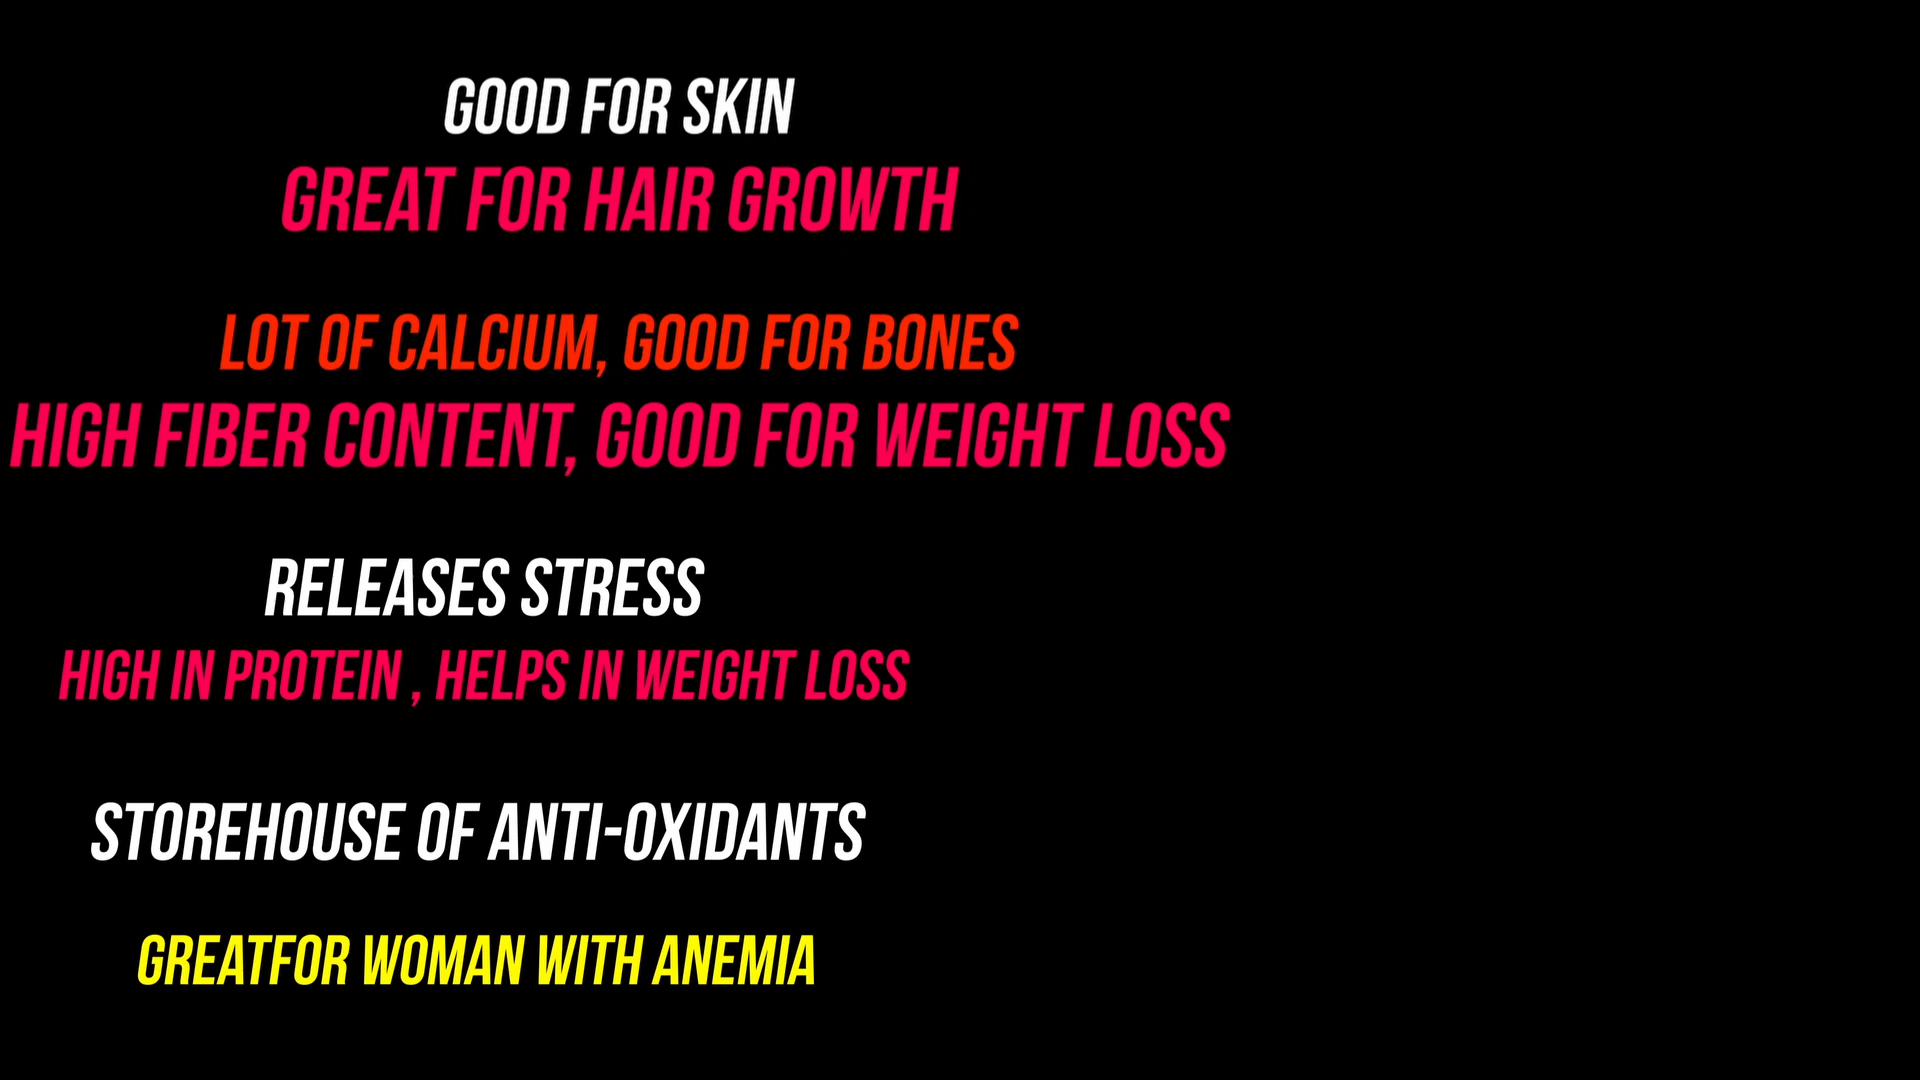 GOOD FOR SKIN
GREAT FOR HAIR GROWTH
LOT OF CALCIUM, GOOD FOR BONES
HIGH FIBER CONTENT, GOOD FOR WEIGHT LOSS
RELEASES STRESS
HIGH IN PROTEIN , HELPS IN WEIGHT LOSS
STOREHOUSE OF ANTI-OXIDANTS
GREATFOR WOMAN WITH ANEMIA